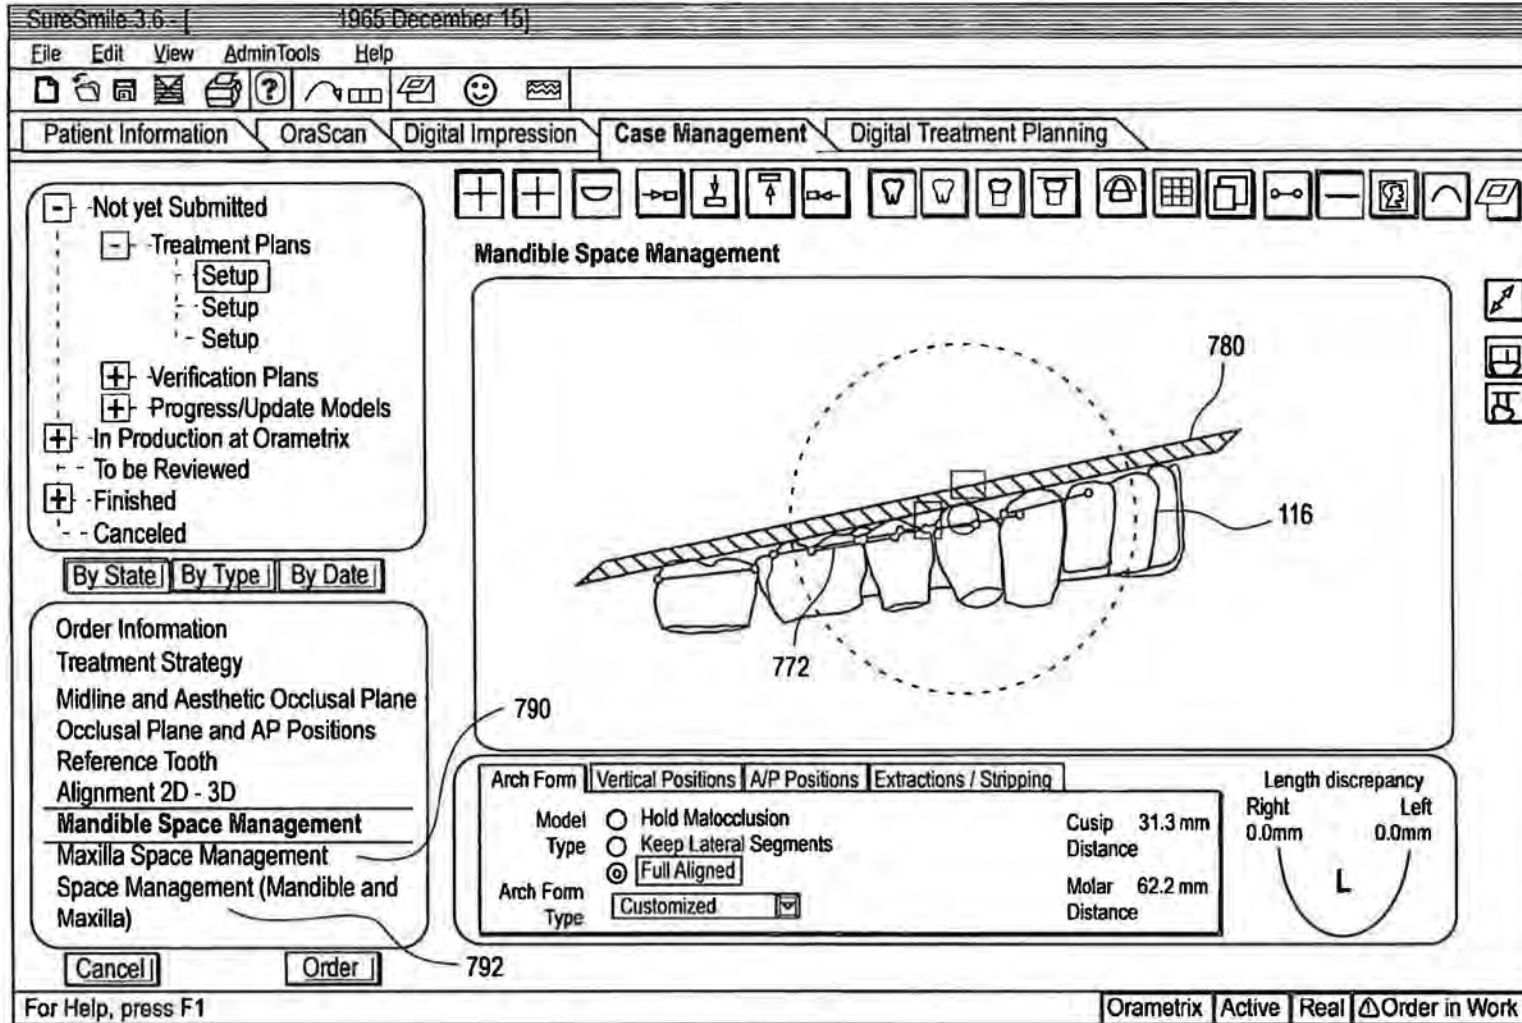 SureSmile 3.6 - [ 1965 December 15]
File Edit View AdminTools Help
?
Patient Information OraScan Digital Impression Case Management Digital Treatment Planning
- Not yet Submitted
- Treatment Plans
Setup
Setup
Setup
+ Verification Plans
+ Progress/Update Models
+ In Production at Orametrix
To be Reviewed
+ Finished
Canceled
By State By Type By Date
Order Information
Treatment Strategy
Midline and Aesthetic Occlusal Plane
Occlusal Plane and AP Positions
Reference Tooth
Alignment 2D - 3D
Mandible Space Management
Maxilla Space Management
Space Management (Mandible and
Maxilla)
Cancel Order
Mandible Space Management
780
116
772
790
792
Arch Form Vertical Positions A/P Positions Extractions / Stripping
Model Type
Hold Malocclusion
Keep Lateral Segments
Full Aligned
Arch Form Type
Customized
Cusip Distance 31.3 mm
Molar Distance 62.2 mm
Length discrepancy
Right Left
0.0mm 0.0mm
L
For Help, press F1
Orametrix Active Real Order in Work